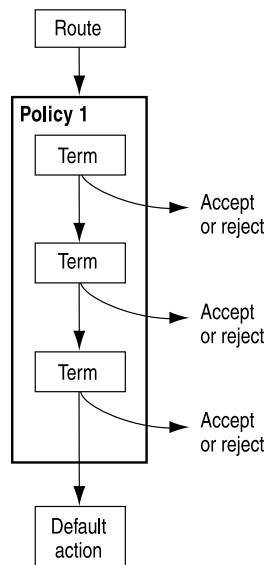 Route
Policy 1
Term
Accept
or reject
Term
Accept
or reject
Term
Accept
or reject
Default
action